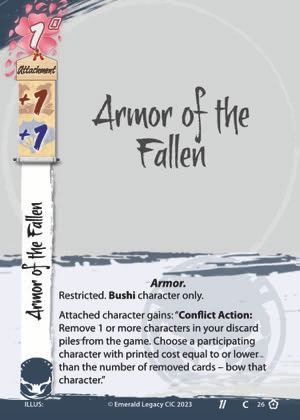 1
Attachment
+1
+1
Armor of the
Fallen
Armor of the Fallen
Armor.
Restricted. Bushi character only.
Attached character gains: “Conflict Action:
Remove 1 or more characters in your discard
piles from the game. Choose a participating
character with printed cost equal to or lower
than the number of removed cards – bow that
character.”
ILLUS:
© Emerald Legacy CIC 2023
C
26